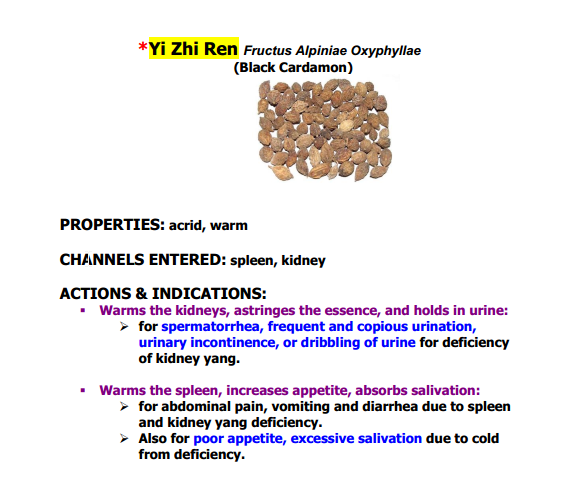 *Yi Zhi Ren Fructus Alpiniae Oxyphyllae
(Black Cardamon)
PROPERTIES: acrid, warm
CHANNELS ENTERED: spleen, kidney
ACTIONS & INDICATIONS:
▪ Warms the kidneys, astringes the essence, and holds in urine:
➢ for spermatorrhea, frequent and copious urination,
urinary incontinence, or dribbling of urine for deficiency
of kidney yang.
▪ Warms the spleen, increases appetite, absorbs salivation:
➢ for abdominal pain, vomiting and diarrhea due to spleen
and kidney yang deficiency.
➢ Also for poor appetite, excessive salivation due to cold
from deficiency.